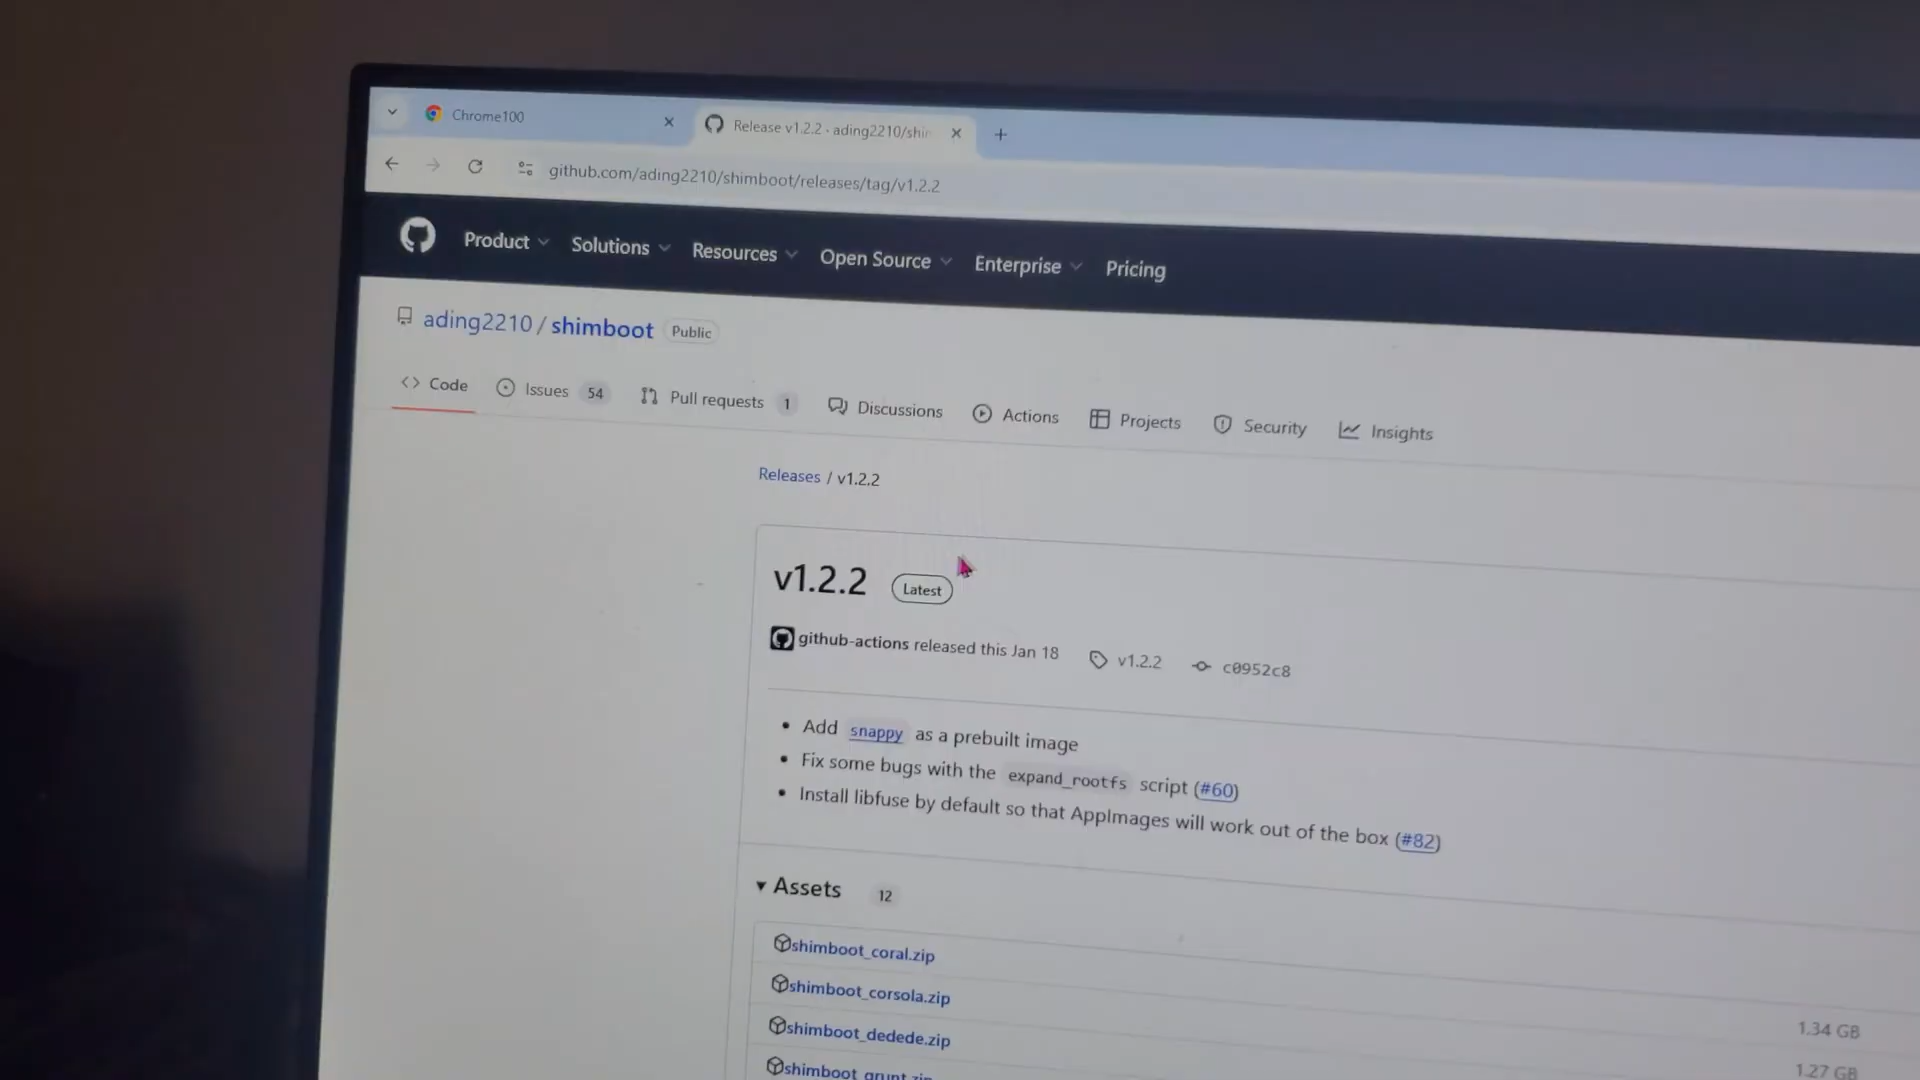 Chrome100
Release v1.2.2 · ading2210/shi
github.com/ading2210/shimboot/releases/tag/v1.2.2
Product Solutions Resources Open Source Enterprise Pricing
ading2210 / shimboot Public
Code Issues 54 Pull requests 1 Discussions Actions Projects Security Insights
Releases / v1.2.2
v1.2.2 Latest
github-actions released this Jan 18 v1.2.2 c0952c8
• Add snappy as a prebuilt image
• Fix some bugs with the expand_rootfs script (#60)
• Install libfuse by default so that AppImages will work out of the box (#82)
Assets 12
shimboot_coral.zip
shimboot_corsola.zip 1.34 GB
shimboot_dedede.zip 1.27 GB
shimboot_grunt.zip